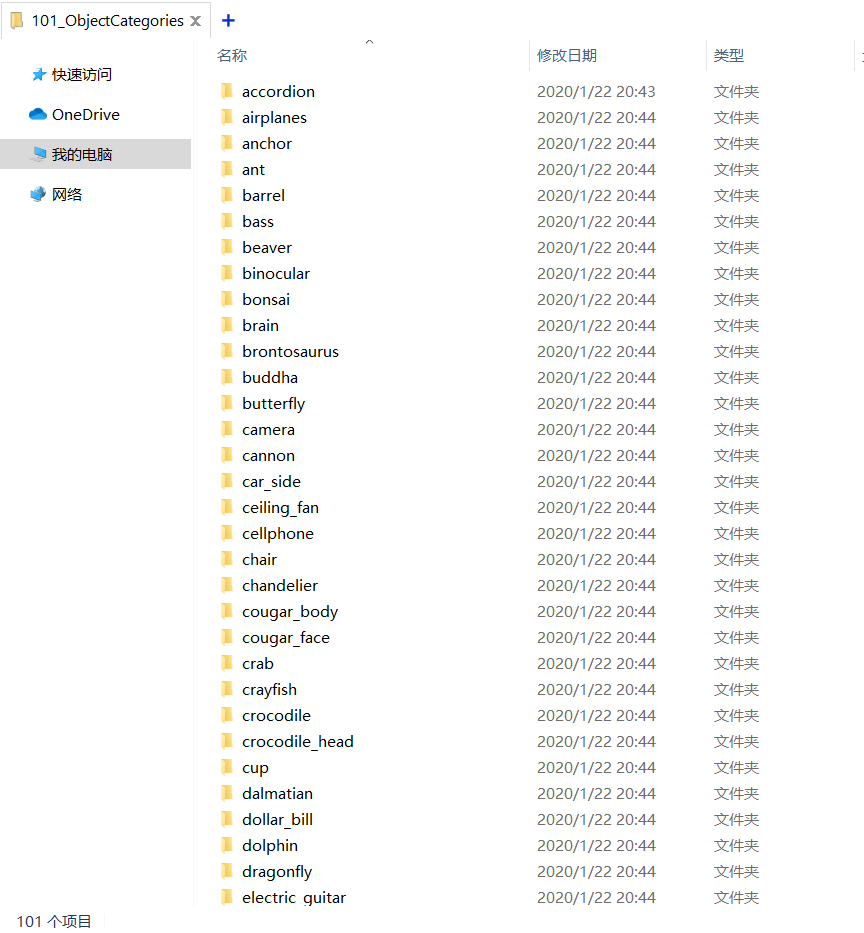 101_ObjectCategories
名称 修改日期 类型
快速访问
OneDrive
我的电脑
网络
accordion 2020/1/22 20:43 文件夹
airplanes 2020/1/22 20:44 文件夹
anchor 2020/1/22 20:44 文件夹
ant 2020/1/22 20:44 文件夹
barrel 2020/1/22 20:44 文件夹
bass 2020/1/22 20:44 文件夹
beaver 2020/1/22 20:44 文件夹
binocular 2020/1/22 20:44 文件夹
bonsai 2020/1/22 20:44 文件夹
brain 2020/1/22 20:44 文件夹
brontosaurus 2020/1/22 20:44 文件夹
buddha 2020/1/22 20:44 文件夹
butterfly 2020/1/22 20:44 文件夹
camera 2020/1/22 20:44 文件夹
cannon 2020/1/22 20:44 文件夹
car_side 2020/1/22 20:44 文件夹
ceiling_fan 2020/1/22 20:44 文件夹
cellphone 2020/1/22 20:44 文件夹
chair 2020/1/22 20:44 文件夹
chandelier 2020/1/22 20:44 文件夹
cougar_body 2020/1/22 20:44 文件夹
cougar_face 2020/1/22 20:44 文件夹
crab 2020/1/22 20:44 文件夹
crayfish 2020/1/22 20:44 文件夹
crocodile 2020/1/22 20:44 文件夹
crocodile_head 2020/1/22 20:44 文件夹
cup 2020/1/22 20:44 文件夹
dalmatian 2020/1/22 20:44 文件夹
dollar_bill 2020/1/22 20:44 文件夹
dolphin 2020/1/22 20:44 文件夹
dragonfly 2020/1/22 20:44 文件夹
electric_guitar 2020/1/22 20:44 文件夹
101 个项目